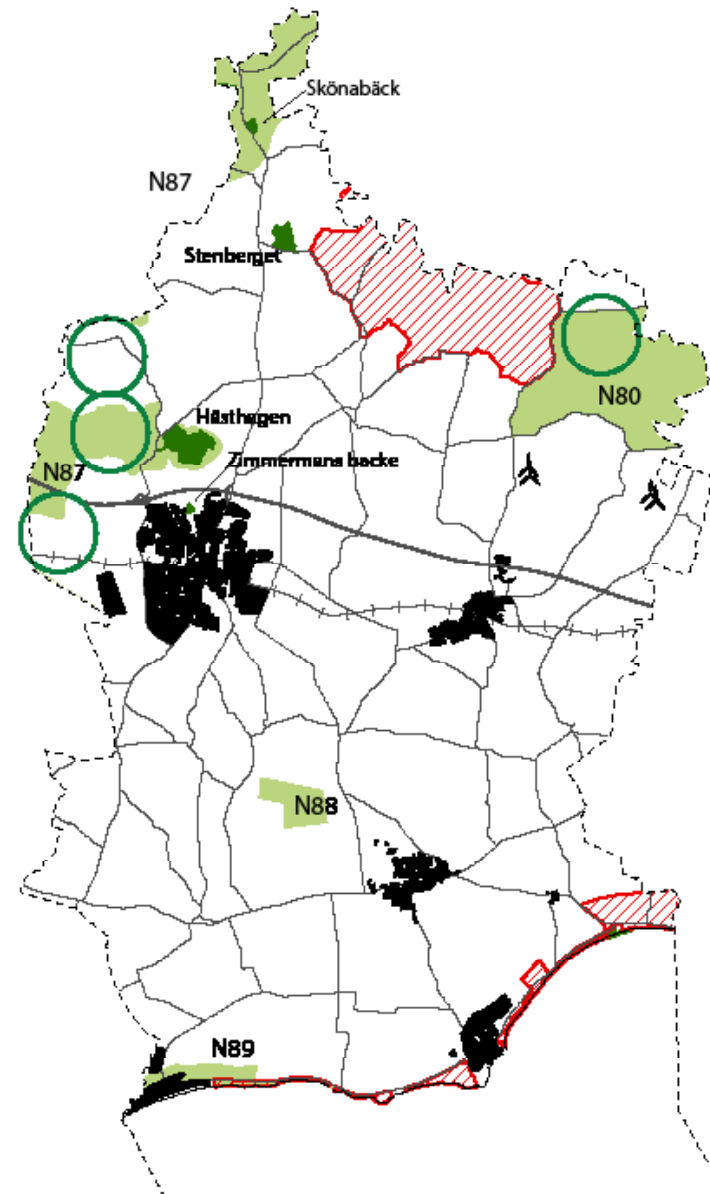 Skönabäck
N87
Stenberget
N80
Hästhagen
Zimmermans backe
N87
N88
N89